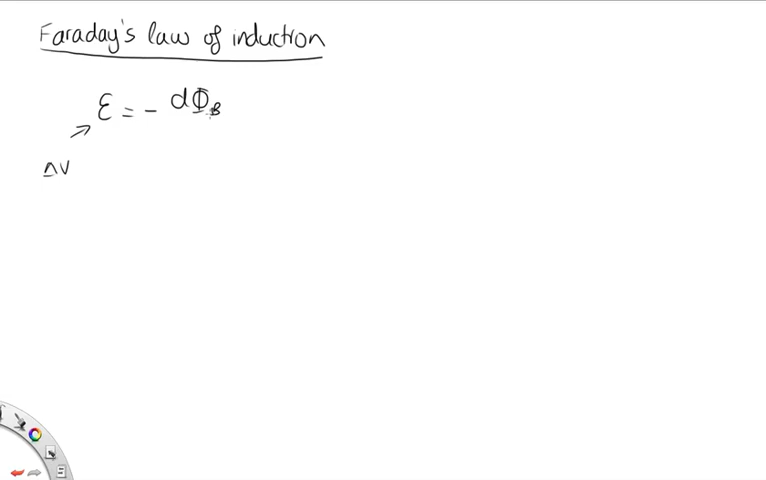 Faraday's law of induction
ε = - dΦB
ΔV